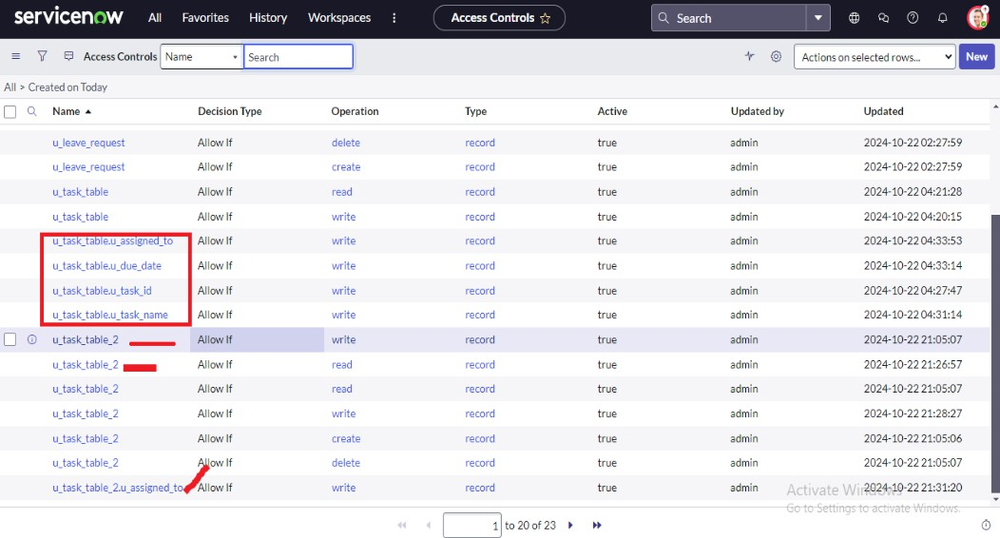 servicenow All Favorites History Workspaces Access Controls Search
Access Controls Name Search Actions on selected rows... New
All > Created on Today
Name Decision Type Operation Type Active Updated by Updated
u_leave_request Allow If delete record true admin 2024-10-22 02:27:59
u_leave_request Allow If create record true admin 2024-10-22 02:27:59
u_task_table Allow If read record true admin 2024-10-22 04:21:28
u_task_table Allow If write record true admin 2024-10-22 04:20:15
u_task_table.u_assigned_to Allow If write record true admin 2024-10-22 04:33:53
u_task_table.u_due_date Allow If write record true admin 2024-10-22 04:33:14
u_task_table.u_task_id Allow If write record true admin 2024-10-22 04:27:47
u_task_table.u_task_name Allow If write record true admin 2024-10-22 04:31:14
u_task_table_2 Allow If write record true admin 2024-10-22 21:05:07
u_task_table_2 Allow If read record true admin 2024-10-22 21:26:57
u_task_table_2 Allow If read record true admin 2024-10-22 21:05:07
u_task_table_2 Allow If write record true admin 2024-10-22 21:28:27
u_task_table_2 Allow If create record true admin 2024-10-22 21:05:06
u_task_table_2 Allow If delete record true admin 2024-10-22 21:05:07
u_task_table_2.u_assigned_to Allow If write record true admin 2024-10-22 21:31:20
Activate Windows
Go to Settings to activate Windows.
1 to 20 of 23